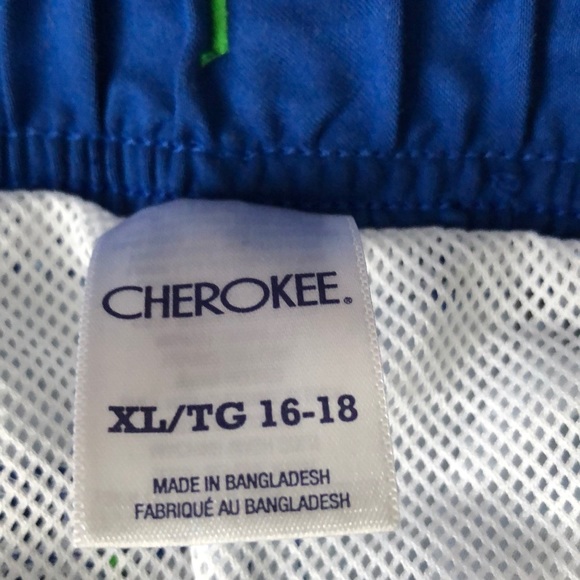 CHEROKEE®
XL/TG 16-18
MADE IN BANGLADESH
FABRIQUÉ AU BANGLADESH